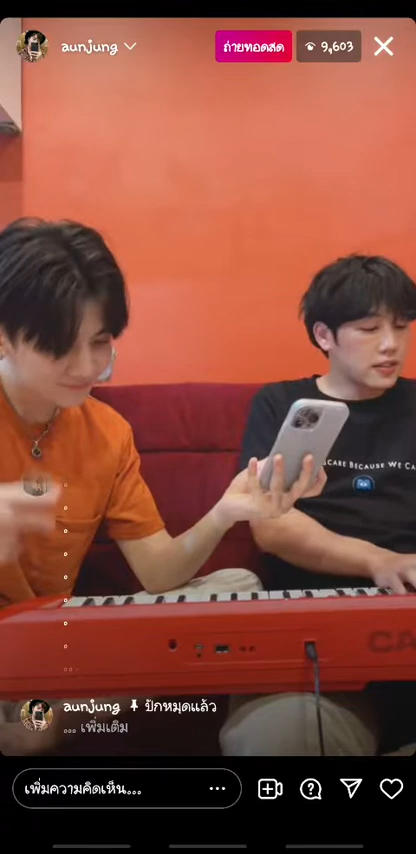 aunjung
ถ่ายทอดสด
9,603
SCARE BECAUSE WE CA
CA
aunjung ปักหมุดแล้ว
... เพิ่มเติม
เพิ่มความคิดเห็น...